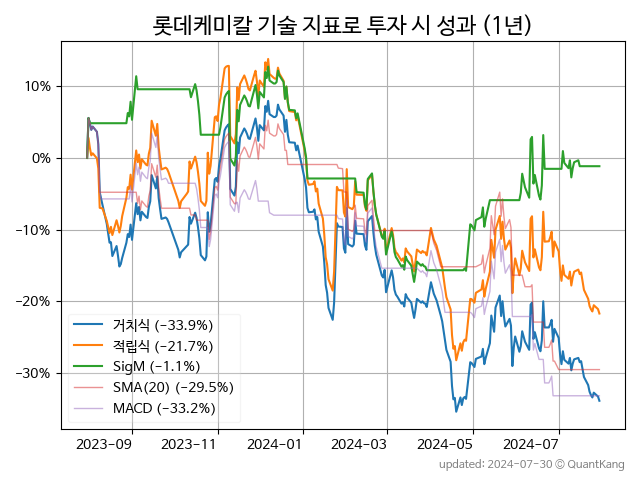 롯데케미칼 기술 지표로 투자 시 성과 (1년)
10%
0%
−10%
−20%
−30%
거치식 (−33.9%)
적립식 (−21.7%)
SigM (−1.1%)
SMA(20) (−29.5%)
MACD (−33.2%)
2023-09 2023-11 2024-01 2024-03 2024-05 2024-07
updated: 2024-07-30 © QuantKang